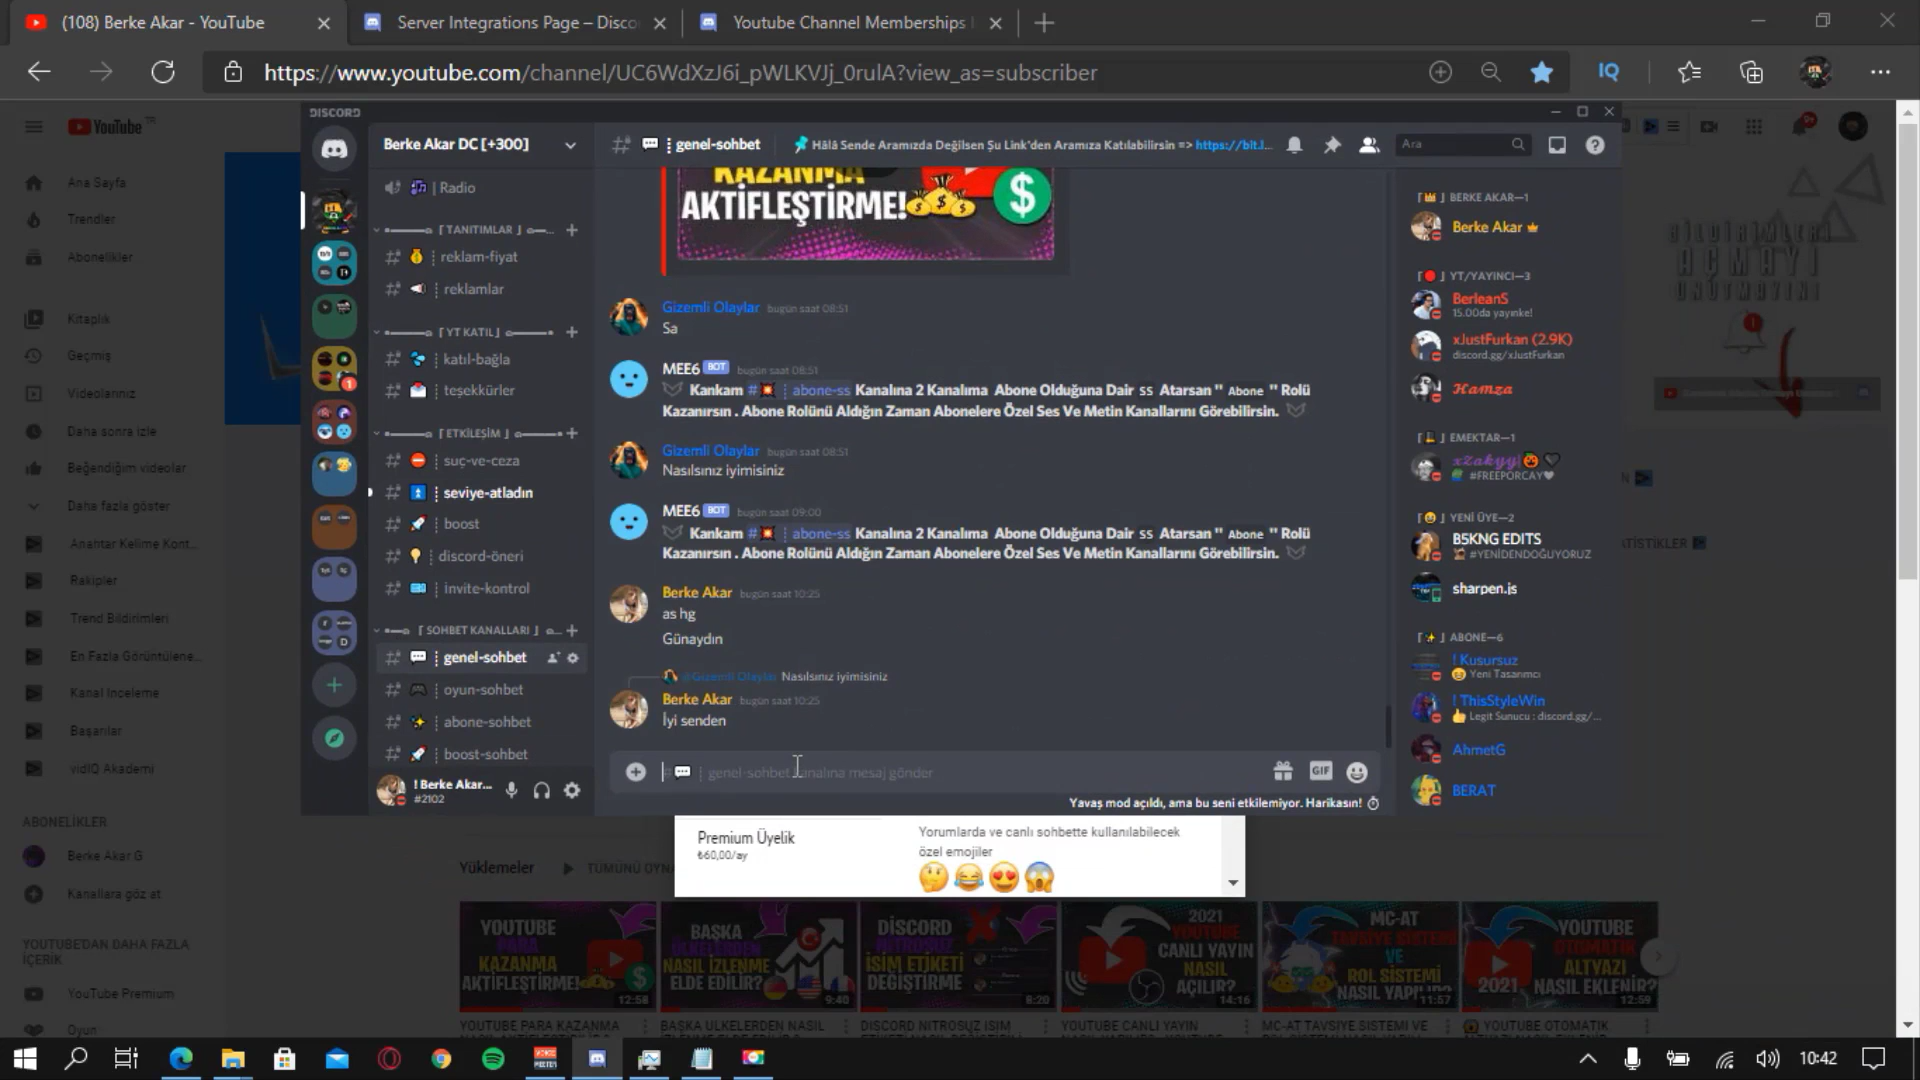 (108) Berke Akar - YouTube
Server Integrations Page – Disco
Youtube Channel Memberships
https://www.youtube.com/channel/UC6WdXzJ6i_pWLKVJj_0rulA?view_as=subscriber
IQ
YouTube TR
Ana Sayfa
Trendler
Abonelikler
Kitaplık
Geçmiş
Videolarınız
Daha sonra izle
Beğendiğim videolar
Daha fazla göster
Anahtar Kelime Kont...
Rakipler
Trend Bildirimleri
En Fazla Görüntülene...
Kanal İnceleme
Başarılar
vidIQ Akademi
ABONELİKLER
Berke Akar G
Kanallara göz at
YOUTUBE'DAN DAHA FAZLA
İÇERİK
YouTube Premium
Oyun
DISCORD
Berke Akar DC [+300]
| Radio
[ TANITIMLAR ]
reklam-fiyat
reklamlar
[ YT KATIL ]
katıl-bağla
teşekkürler
[ ETKİLEŞİM ]
suç-ve-ceza
seviye-atladın
boost
discord-öneri
invite-kontrol
[ SOHBET KANALLARI ]
genel-sohbet
oyun-sohbet
abone-sohbet
boost-sohbet
! Berke Akar...
#2102
genel-sohbet
Hâlâ Sende Aramızda Değilsen Şu Link'den Aramıza Katılabilirsin => https://bit.l...
Ara
KAZANMA
AKTİFLEŞTİRME!
Gizemli Olaylar bugün saat 08:51
Sa
MEE6 BOT bugün saat 08:51
Kankam # abone-ss Kanalına 2 Kanalıma Abone Olduğuna Dair ss Atarsan " Abone " Rolü
Kazanırsın . Abone Rolünü Aldığın Zaman Abonelere Özel Ses Ve Metin Kanallarını Görebilirsin.
Gizemli Olaylar bugün saat 08:51
Nasılsınız iyimisiniz
MEE6 BOT bugün saat 09:00
Kankam # abone-ss Kanalına 2 Kanalıma Abone Olduğuna Dair ss Atarsan " Abone " Rolü
Kazanırsın . Abone Rolünü Aldığın Zaman Abonelere Özel Ses Ve Metin Kanallarını Görebilirsin.
Berke Akar bugün saat 10:25
as hg
Günaydın
@Gizemli Olaylar Nasılsınız iyimisiniz
Berke Akar bugün saat 10:25
İyi senden
genel-sohbet kanalına mesaj gönder
GIF
Yavaş mod açıldı, ama bu seni etkilemiyor. Harikasın!
[ ] BERKE AKAR—1
Berke Akar
[ ] YT/YAYINCI—3
BerleanS
15.00da yayınke!
xJustFurkan (2.9K)
discord.gg/xJustFurkan
Hamza
[ ] EMEKTAR—1
xZakyy
#FREEPORCAY
[ ] YENİ ÜYE—2
B5KNG EDITS
#YENİDENDOĞUYORUZ
sharpen.js
[ ] ABONE—6
! Kusursuz
Yeni Tasarımcı
! ThisStyleWin
Legit Sunucu : discord.gg/...
AhmetG
BERAT
BİLDİRİMLERİ
AÇMAYI
UNUTMAYIN!
Premium Üyelik
₺60,00/ay
Yorumlarda ve canlı sohbette kullanılabilecek
özel emojiler
Yüklemeler
TÜMÜNÜ OYNA
YOUTUBE
PARA
KAZANMA
AKTİFLEŞTİRME!
12:58
BAŞKA
ÜLKELERDEN
NASIL İZLENME
ELDE EDİLİR?
9:40
DİSCORD
NITROSUZ
İSİM ETİKETİ
DEĞİŞTİRME
8:20
2021
YOUTUBE
CANLI YAYIN
NASIL
AÇILIR?
14:16
MC-AT
TAVSİYE SİSTEMİ
VE
ROL SİSTEMİ
NASIL YAPILIR?
11:57
YOUTUBE
OTOMATİK
ALTYAZI
2021 NASIL EKLENİR?
12:59
YOUTUBE PARA KAZANMA
BAŞKA ÜLKELERDEN NASIL
DİSCORD NITROSUZ İSİM
YOUTUBE CANLI YAYIN
MC-AT TAVSİYE SİSTEMİ VE
YOUTUBE OTOMATİK
10:42